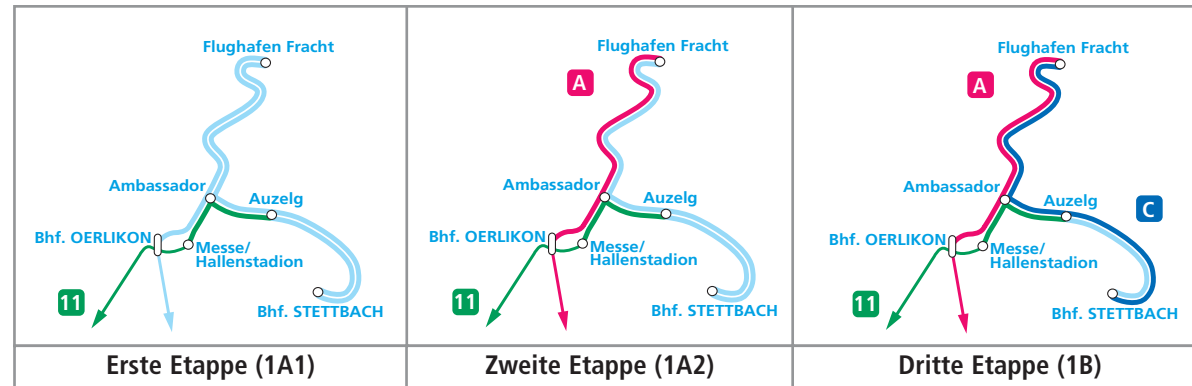 Flughafen Fracht
Ambassador
Auzelg
Bhf. OERLIKON
Messe/
Hallenstadion
11
Bhf. STETTBACH
Erste Etappe (1A1)
Flughafen Fracht
A
Ambassador
Auzelg
Bhf. OERLIKON
Messe/
Hallenstadion
11
Bhf. STETTBACH
Zweite Etappe (1A2)
Flughafen Fracht
A
Ambassador
Auzelg
C
Bhf. OERLIKON
Messe/
Hallenstadion
11
Bhf. STETTBACH
Dritte Etappe (1B)